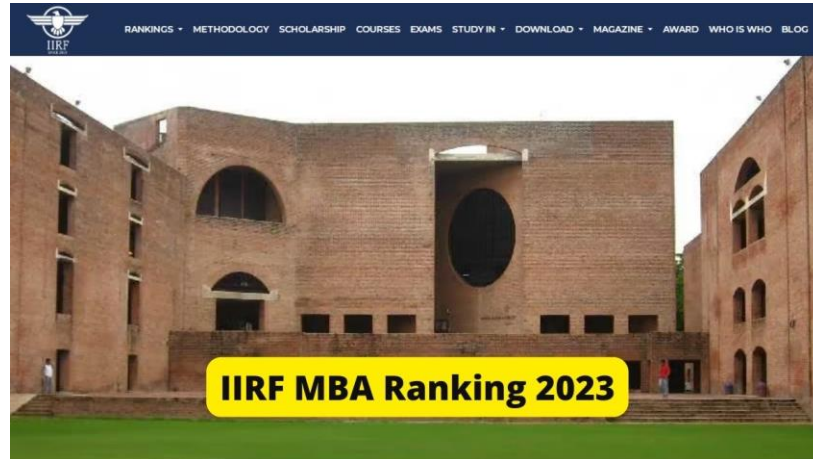 RANKINGS METHODOLOGY SCHOLARSHIP COURSES EXAMS STUDY IN DOWNLOAD MAGAZINE AWARD WHO IS WHO BLOG
IIRF
IIRF MBA Ranking 2023